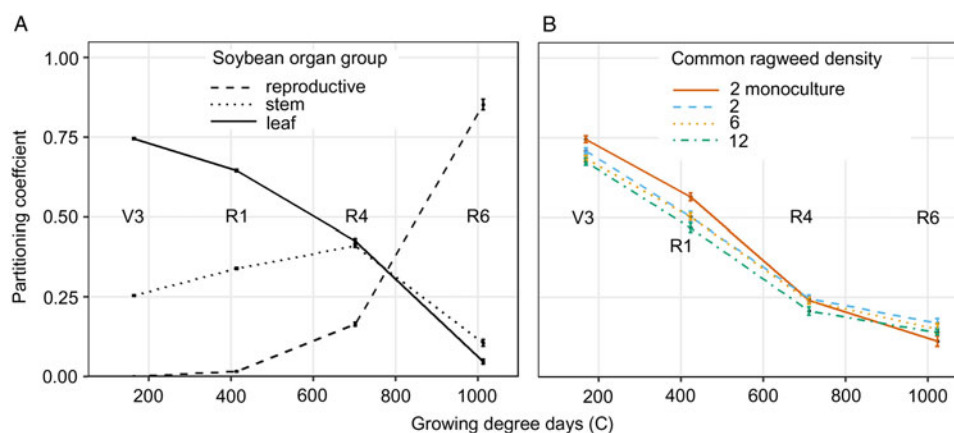 A
Soybean organ group
reproductive
stem
leaf
V3 R1 R4 R6
Partitioning coefficient
1.00
0.75
0.50
0.25
0.00
200 400 600 800 1000
B
Common ragweed density
2 monoculture
2
6
12
V3 R1 R4 R6
200 400 600 800 1000
Growing degree days (C)